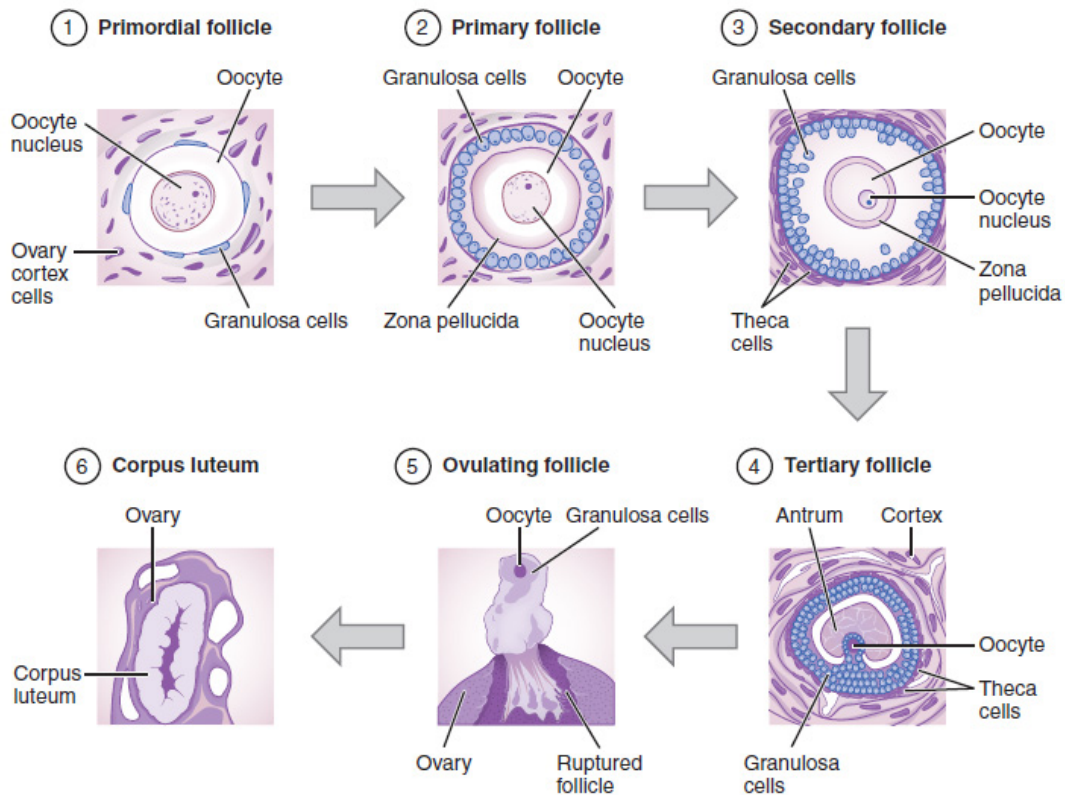 1 Primordial follicle
Oocyte
Oocyte
nucleus
Ovary
cortex
cells
Granulosa cells
2 Primary follicle
Granulosa cells
Oocyte
Zona pellucida
Oocyte
nucleus
3 Secondary follicle
Granulosa cells
Oocyte
Oocyte
nucleus
Zona
pellucida
Theca
cells
4 Tertiary follicle
Antrum
Cortex
Oocyte
Theca
cells
Granulosa
cells
5 Ovulating follicle
Oocyte
Granulosa cells
Ovary
Ruptured
follicle
6 Corpus luteum
Ovary
Corpus
luteum